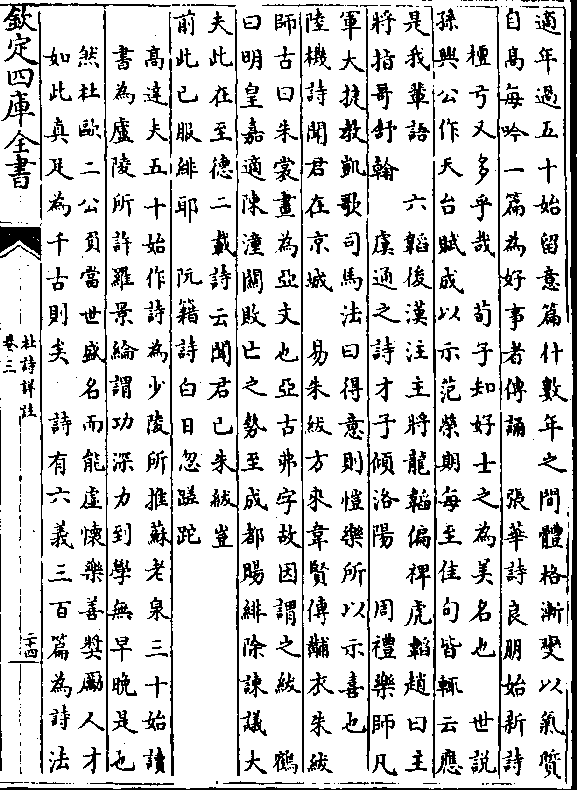 適年過五十始留意篇什數年之間體格漸變以氣質
自髙每吟一篇為好事者傳誦　張華詩良朋始新詩
檀弓又多乎哉　荀子知好士之為美名也　世説
孫興公作天台賦成以示范榮期每至佳句皆輒云應
是我輩語　六韜後漢注主將龍韜偏裨虎韜趙曰主
將指哥舒翰　虞通之詩才子傾洛陽　周禮樂師凡
軍大捷教凱歌司馬法曰得意則愷樂所以示喜也
陸機詩聞君在京城　易朱紱方來韋賢傳黼衣朱紱
師古曰朱裳畫為亞文也亞古弗字故因謂之紱　鶴
曰明皇嘉適陳潼闗敗亡之勢至成都賜緋除諫議大
夫此在至德二載詩云聞君已朱紱豈
前此已服緋耶　阮籍詩白日忽蹉跎
髙達夫五十始作詩為少陵所推蘇老泉三十始讀
書為廬陵所許羅景綸謂功深力到學無早晚是也
然杜歐二公負當世盛名而能虚懷樂善奬勵人才
如此真足為千古則矣　詩有六義三百篇為詩法
欽定四庫全書
杜詩詳註
卷三
二十四